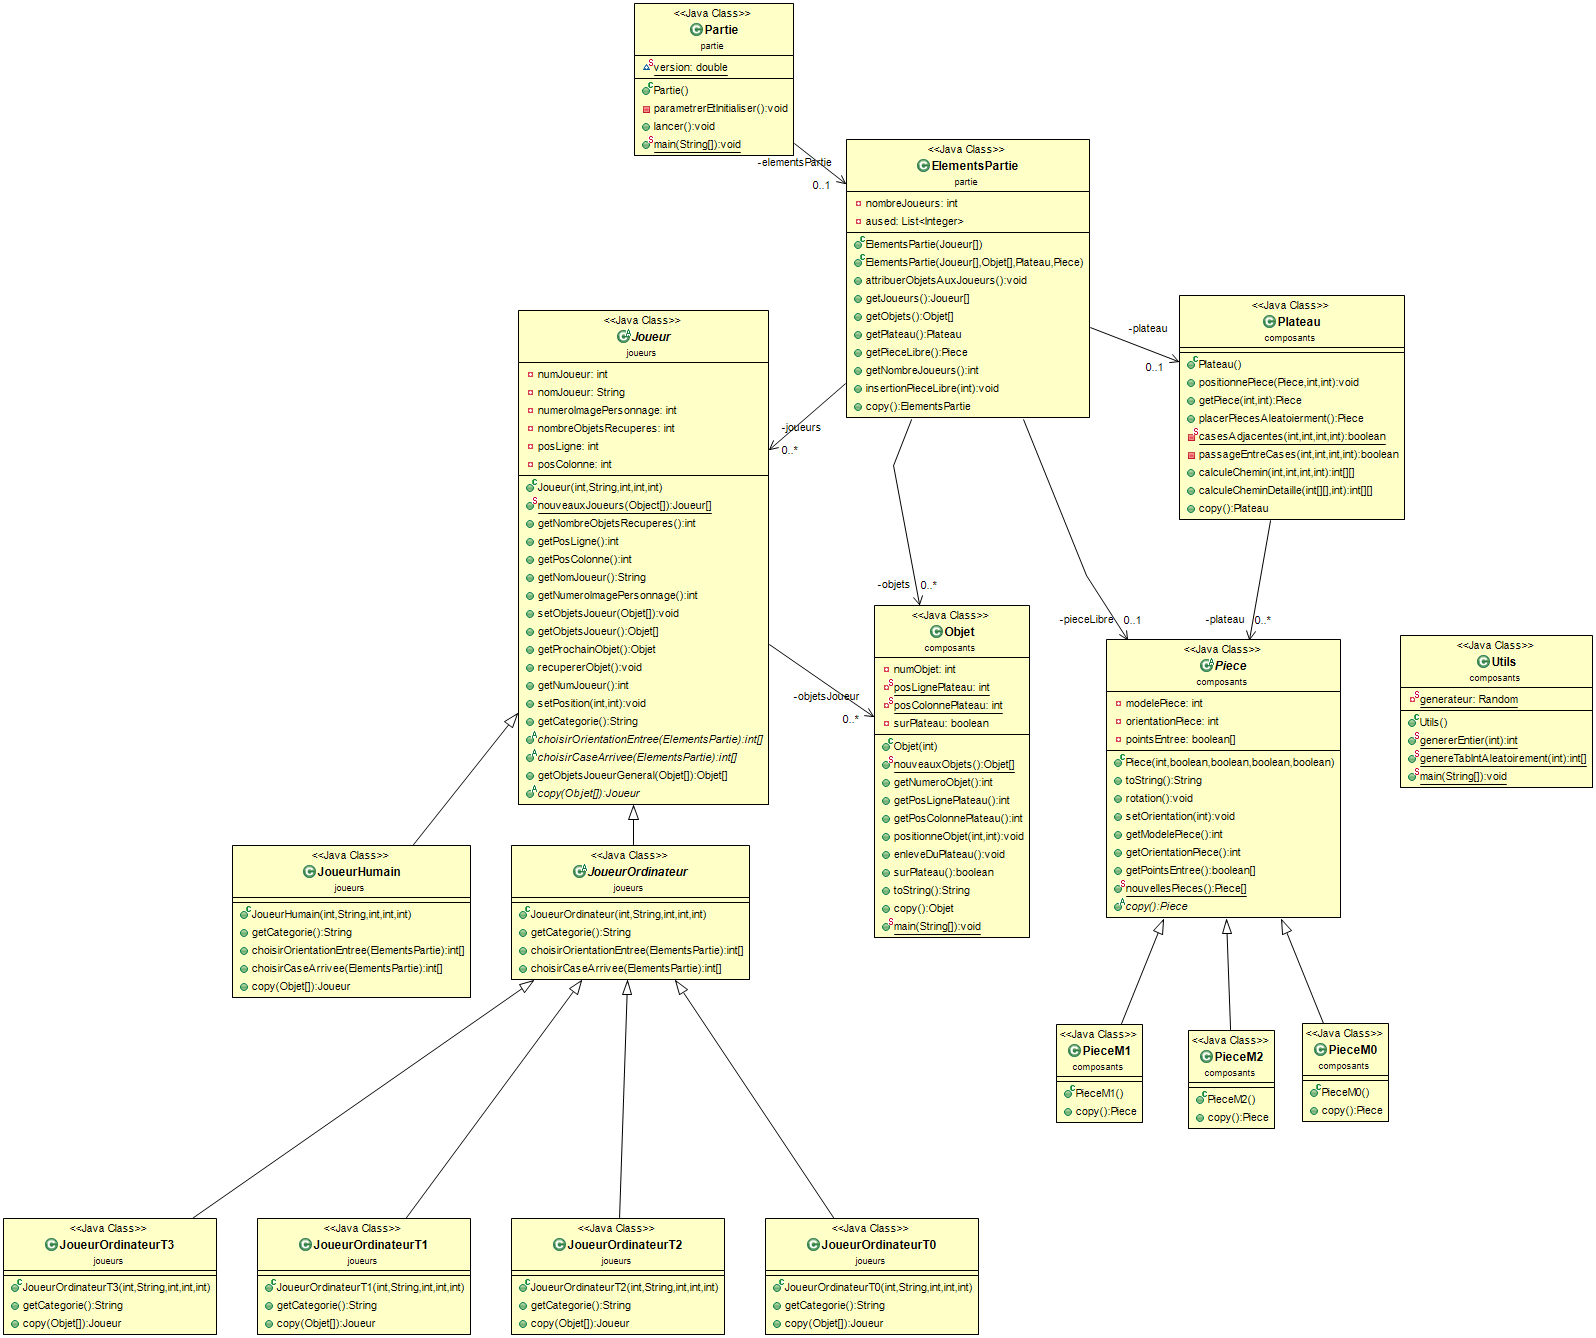 <<Java Class>>
Partie
partie
version: double
Partie()
parametrerEtInitialiser():void
lancer():void
main(String[]):void
-elementsPartie
0..1
<<Java Class>>
ElementsPartie
partie
nombreJoueurs: int
aused: List<Integer>
ElementsPartie(Joueur[])
ElementsPartie(Joueur[],Objet[],Plateau,Piece)
attribuerObjetsAuxJoueurs():void
getJoueurs():Joueur[]
getObjets():Objet[]
getPlateau():Plateau
getPieceLibre():Piece
getNombreJoueurs():int
insertionPieceLibre(int):void
copy():ElementsPartie
-plateau
0..1
-joueurs
0..*
-objets
0..*
-pieceLibre
0..1
<<Java Class>>
Plateau
composants
Plateau()
positionnePiece(Piece,int,int):void
getPiece(int,int):Piece
placerPiecesAleatoierment():Piece
casesAdjacentes(int,int,int,int):boolean
passageEntreCases(int,int,int,int):boolean
calculeChemin(int,int,int,int):int[][]
calculeCheminDetaille(int[][],int):int[][]
copy():Plateau
-plateau
0..*
<<Java Class>>
Joueur
joueurs
numJoueur: int
nomJoueur: String
numeroImagePersonnage: int
nombreObjetsRecuperes: int
posLigne: int
posColonne: int
Joueur(int,String,int,int,int)
nouveauxJoueurs(Object[]):Joueur[]
getNombreObjetsRecuperes():int
getPosLigne():int
getPosColonne():int
getNomJoueur():String
getNumeroImagePersonnage():int
setObjetsJoueur(Objet[]):void
getObjetsJoueur():Objet[]
getProchainObjet():Objet
recupererObjet():void
getNumJoueur():int
setPosition(int,int):void
getCategorie():String
choisirOrientationEntree(ElementsPartie):int[]
choisirCaseArrivee(ElementsPartie):int[]
getObjetsJoueurGeneral(Objet[]):Objet[]
copy(Objet[]):Joueur
-objetsJoueur
0..*
<<Java Class>>
Objet
composants
numObjet: int
posLignePlateau: int
posColonnePlateau: int
surPlateau: boolean
Objet(int)
nouveauxObjets():Objet[]
getNumeroObjet():int
getPosLignePlateau():int
getPosColonnePlateau():int
positionneObjet(int,int):void
enleveDuPlateau():void
surPlateau():boolean
toString():String
copy():Objet
main(String[]):void
<<Java Class>>
Piece
composants
modelePiece: int
orientationPiece: int
pointsEntree: boolean[]
Piece(int,boolean,boolean,boolean,boolean)
toString():String
rotation():void
setOrientation(int):void
getModelePiece():int
getOrientationPiece():int
getPointsEntree():boolean[]
nouvellesPieces():Piece[]
copy():Piece
<<Java Class>>
Utils
composants
generateur: Random
Utils()
genererEntier(int):int
genereTabIntAleatoirement(int):int[]
main(String[]):void
<<Java Class>>
JoueurHumain
joueurs
JoueurHumain(int,String,int,int,int)
getCategorie():String
choisirOrientationEntree(ElementsPartie):int[]
choisirCaseArrivee(ElementsPartie):int[]
copy(Objet[]):Joueur
<<Java Class>>
JoueurOrdinateur
joueurs
JoueurOrdinateur(int,String,int,int,int)
getCategorie():String
choisirOrientationEntree(ElementsPartie):int[]
choisirCaseArrivee(ElementsPartie):int[]
<<Java Class>>
PieceM1
composants
PieceM1()
copy():Piece
<<Java Class>>
PieceM2
composants
PieceM2()
copy():Piece
<<Java Class>>
PieceM0
composants
PieceM0()
copy():Piece
<<Java Class>>
JoueurOrdinateurT3
joueurs
JoueurOrdinateurT3(int,String,int,int,int)
getCategorie():String
copy(Objet[]):Joueur
<<Java Class>>
JoueurOrdinateurT1
joueurs
JoueurOrdinateurT1(int,String,int,int,int)
getCategorie():String
copy(Objet[]):Joueur
<<Java Class>>
JoueurOrdinateurT2
joueurs
JoueurOrdinateurT2(int,String,int,int,int)
getCategorie():String
copy(Objet[]):Joueur
<<Java Class>>
JoueurOrdinateurT0
joueurs
JoueurOrdinateurT0(int,String,int,int,int)
getCategorie():String
copy(Objet[]):Joueur